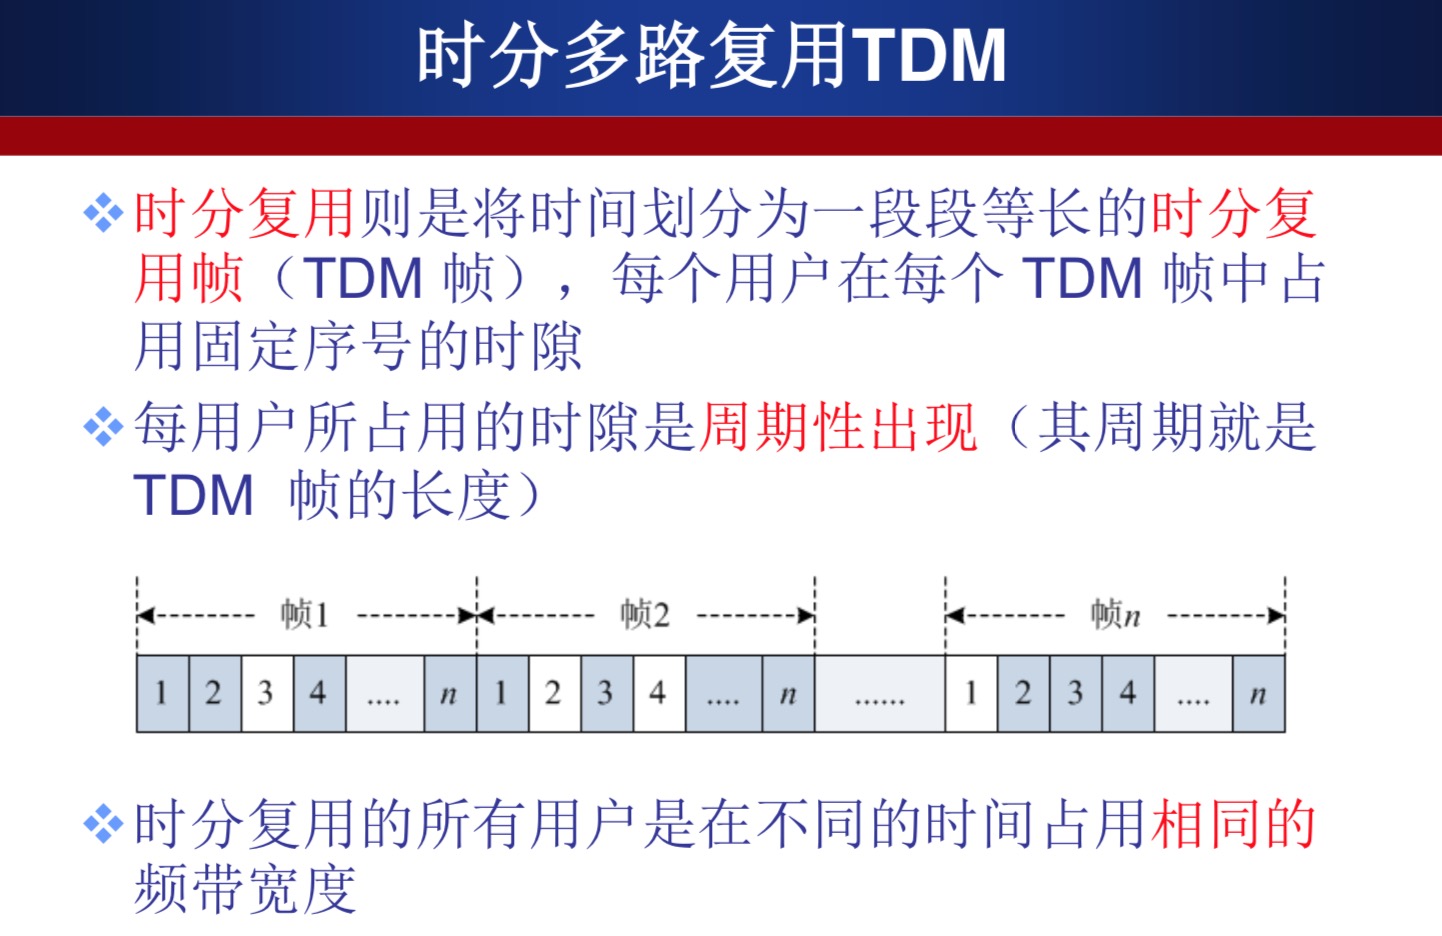 时分多路复用TDM
时分复用则是将时间划分为一段段等长的时分复
用帧（TDM 帧），每个用户在每个 TDM 帧中占
用固定序号的时隙
每用户所占用的时隙是周期性出现（其周期就是
TDM 帧的长度）
帧1 帧2 帧n
1 2 3 4 .... n 1 2 3 4 .... n ...... 1 2 3 4 .... n
时分复用的所有用户是在不同的时间占用相同的
频带宽度